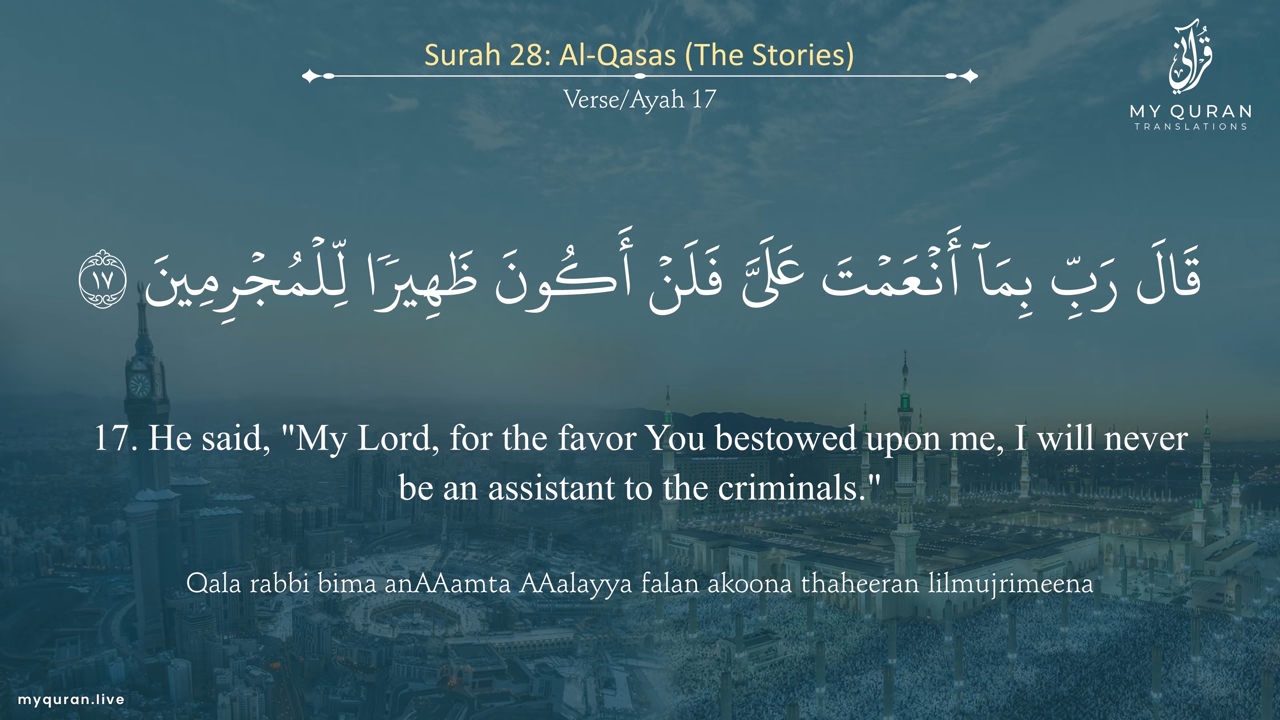 Surah 28: Al-Qasas (The Stories)
Verse/Ayah 17
قرآني
MY QURAN
TRANSLATIONS
قَالَ رَبِّ بِمَآ أَنْعَمْتَ عَلَىَّ فَلَنْ أَكُونَ ظَهِيرًا لِّلْمُجْرِمِينَ ١٧
17. He said, "My Lord, for the favor You bestowed upon me, I will never
be an assistant to the criminals."
Qala rabbi bima anAAamta AAalayya falan akoona thaheeran lilmujrimeena
myquran.live